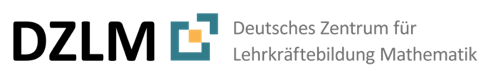 DZLM
Deutsches Zentrum für
Lehrkräftebildung Mathematik